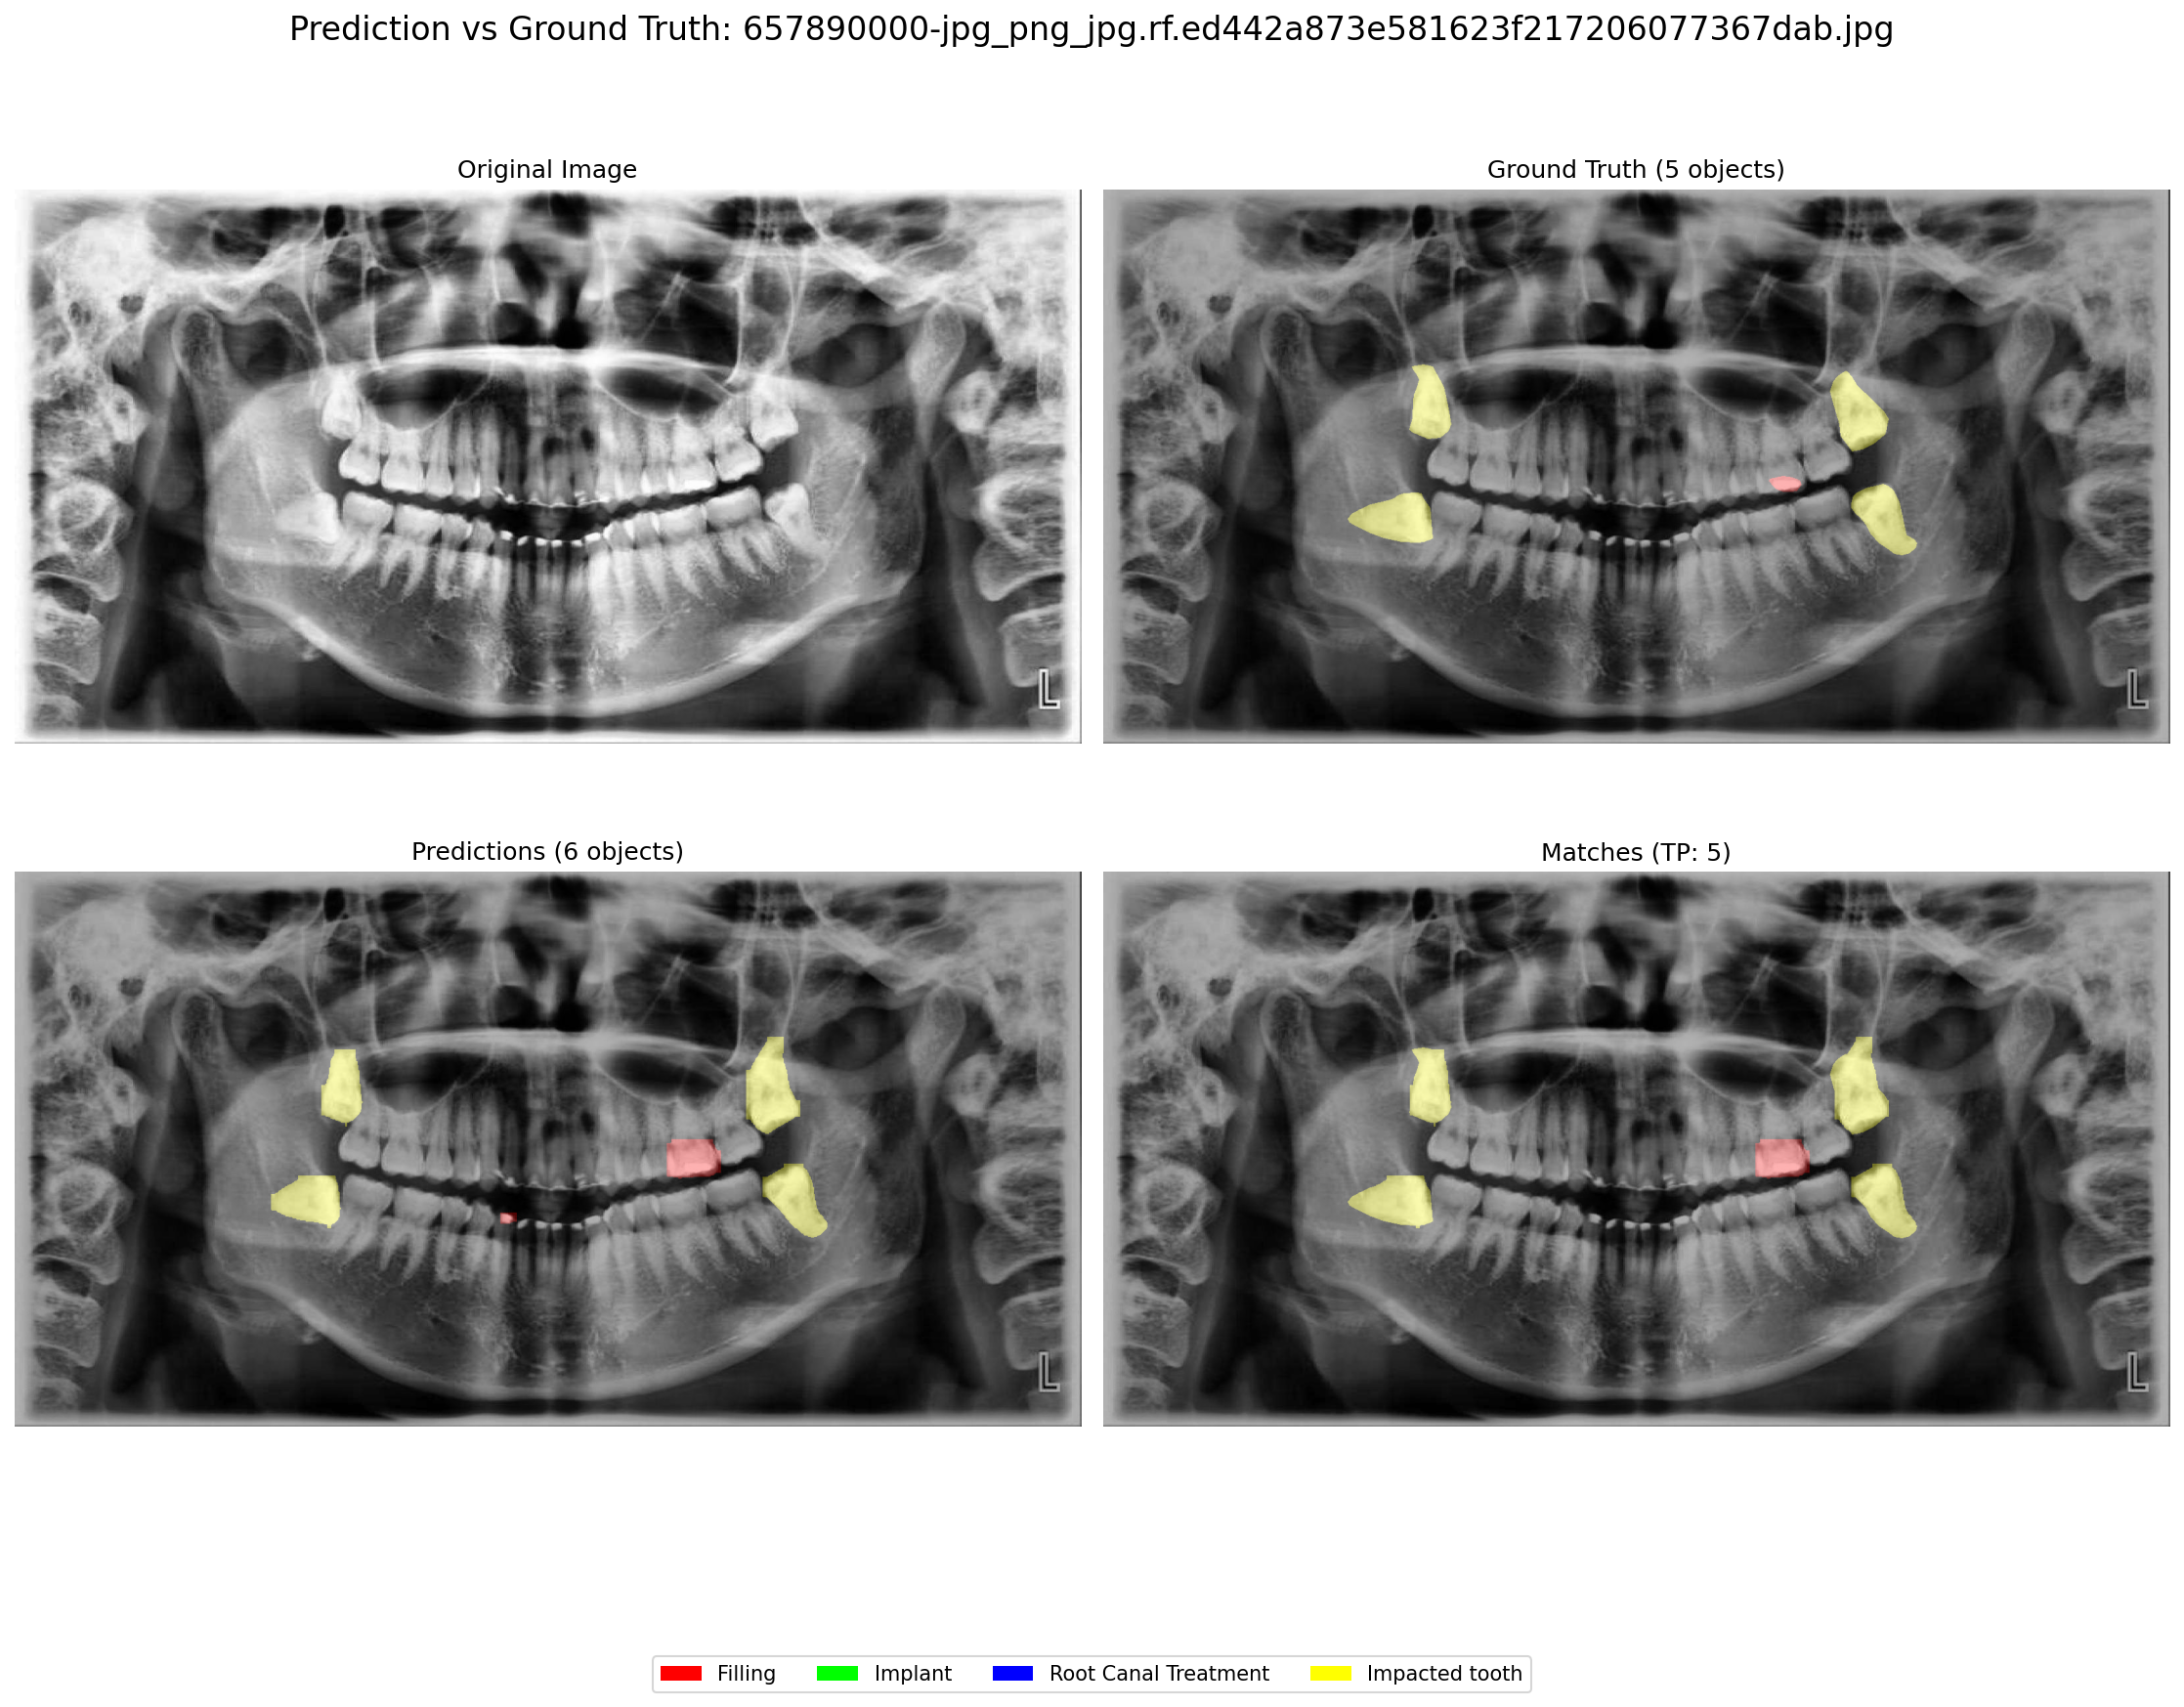 Prediction vs Ground Truth: 657890000-jpg_png_jpg.rf.ed442a873e581623f217206077367dab.jpg
Original Image
Ground Truth (5 objects)
L
L
Predictions (6 objects)
Matches (TP: 5)
L
L
Filling
Implant
Root Canal Treatment
Impacted tooth